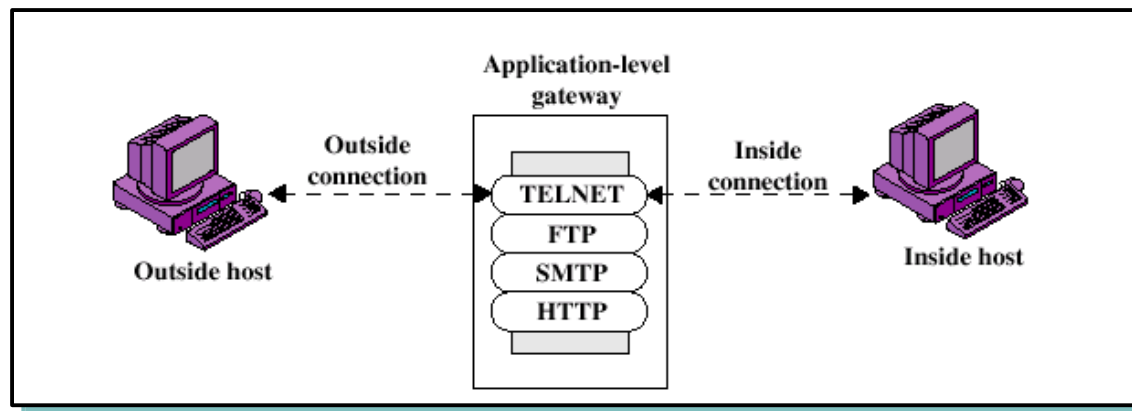 Application-level
gateway
Outside
connection
Inside
connection
TELNET
FTP
SMTP
HTTP
Outside host
Inside host